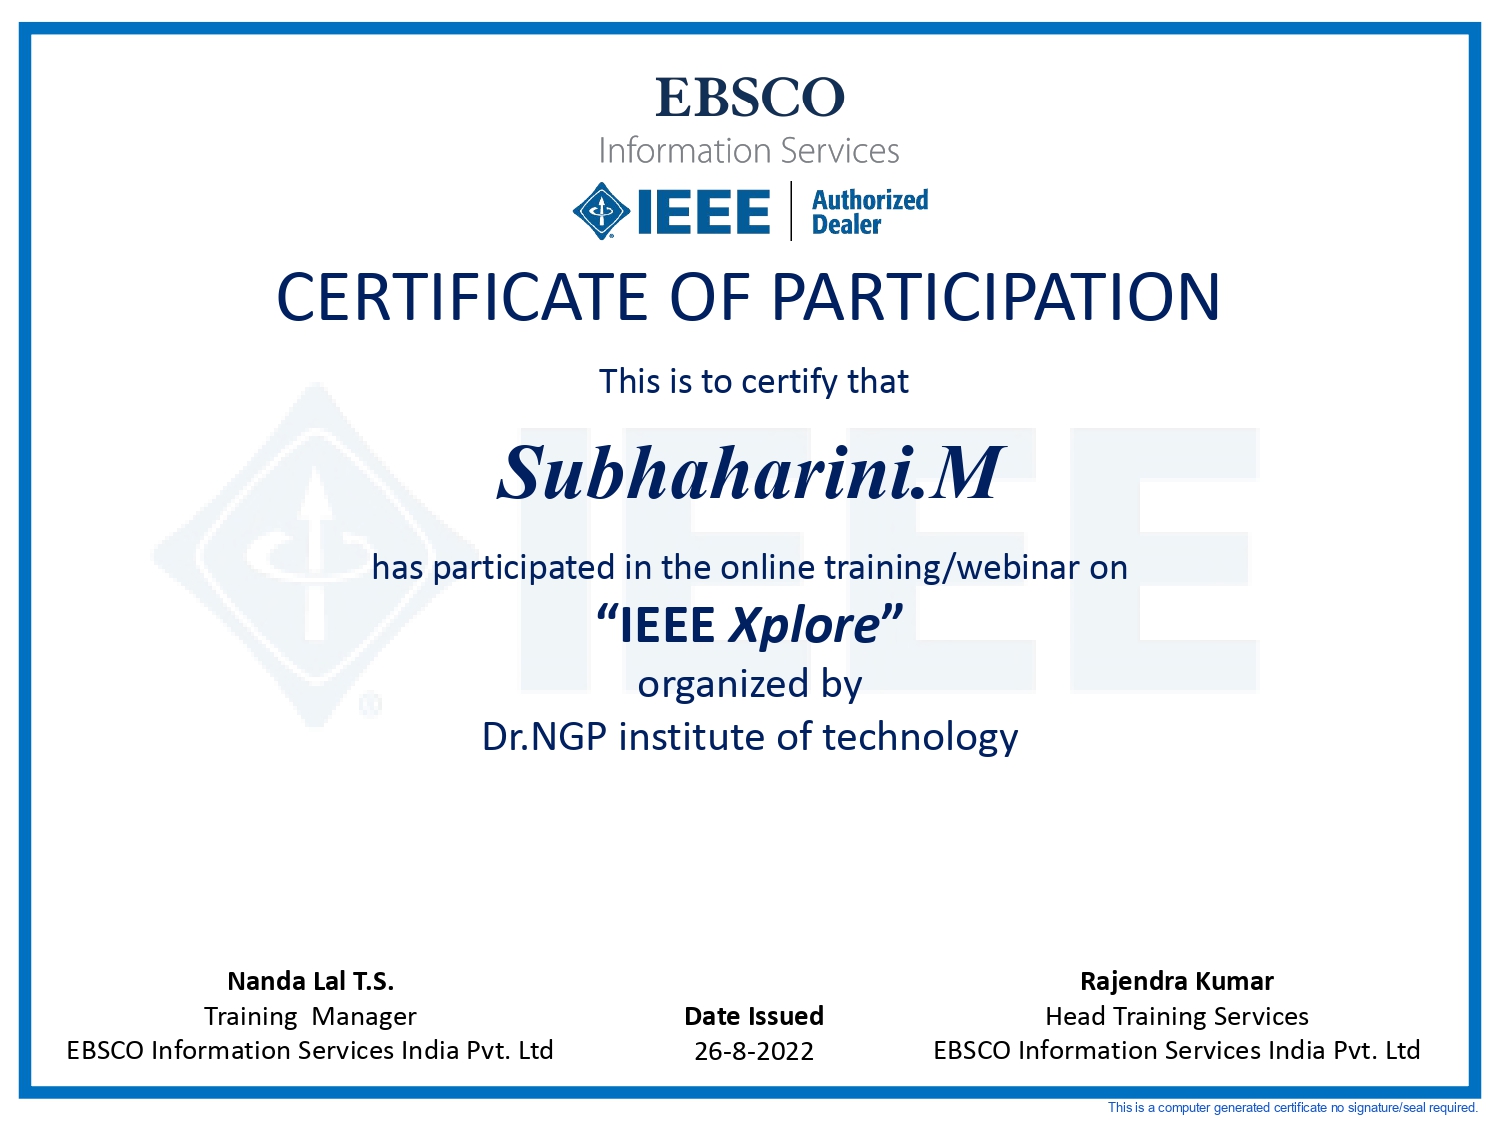 EBSCO
Information Services
IEEE | Authorized
Dealer
CERTIFICATE OF PARTICIPATION
This is to certify that
Subhaharini.M
has participated in the online training/webinar on
“IEEE Xplore”
organized by
Dr.NGP institute of technology
IEEE
®
Nanda Lal T.S.
Training  Manager
EBSCO Information Services India Pvt. Ltd
Date Issued
26-8-2022
Rajendra Kumar
Head Training Services
EBSCO Information Services India Pvt. Ltd
This is a computer generated certificate no signature/seal required.